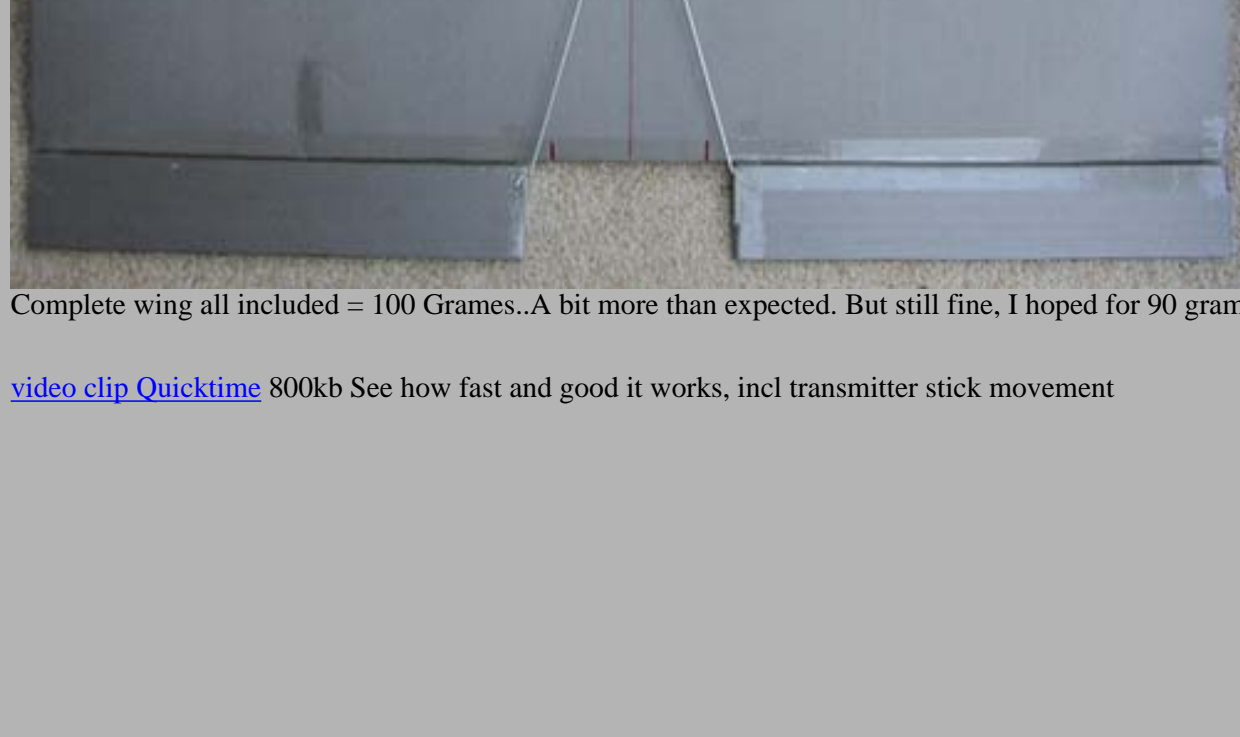 Complete wing all included = 100 Grames..A bit more than expected. But still fine, I hoped for 90 gram
video clip Quicktime 800kb See how fast and good it works, incl transmitter stick movement